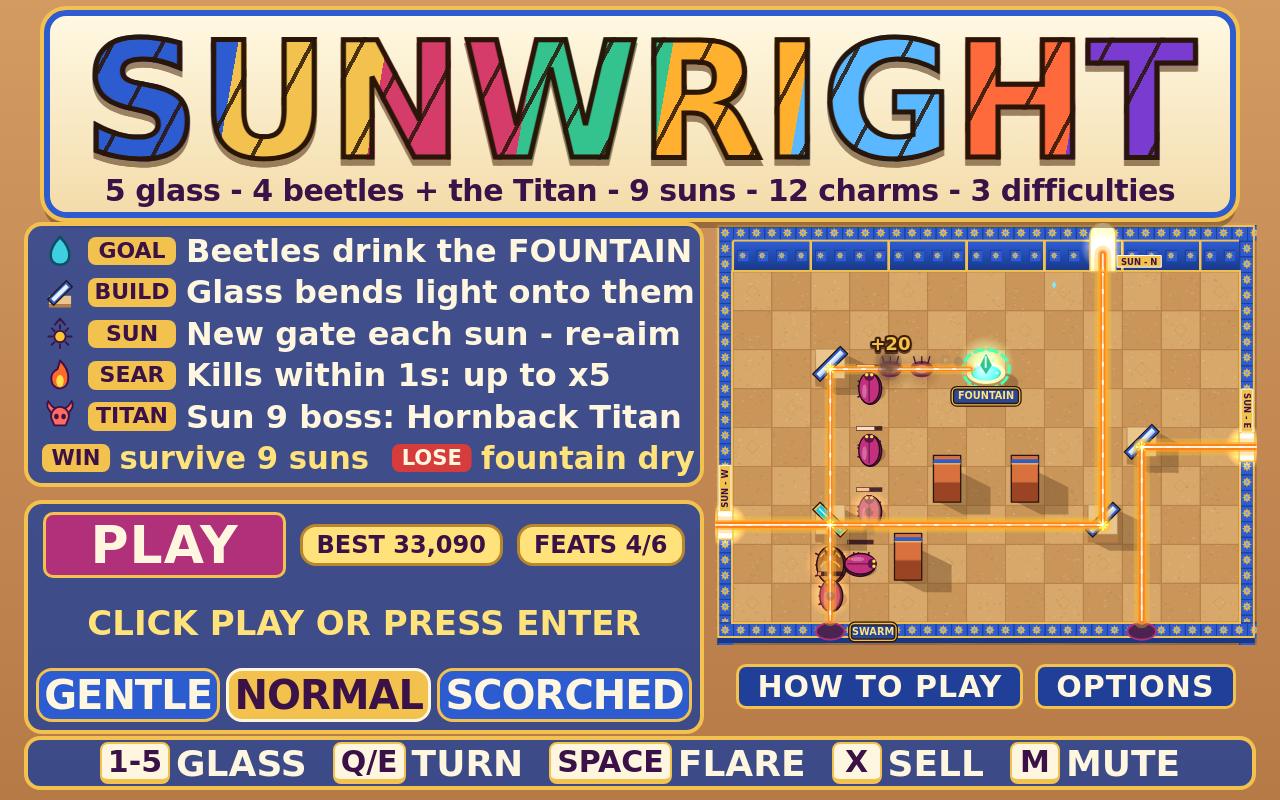 SUNWRIGHT
5 glass - 4 beetles + the Titan - 9 suns - 12 charms - 3 difficulties
GOAL Beetles drink the FOUNTAIN
BUILD Glass bends light onto them
SUN New gate each sun - re-aim
SEAR Kills within 1s: up to x5
TITAN Sun 9 boss: Hornback Titan
WIN survive 9 suns LOSE fountain dry
SUN - N
+20
FOUNTAIN
SUN - E
SUN - W
SWARM
PLAY BEST 33,090 FEATS 4/6
CLICK PLAY OR PRESS ENTER
GENTLE NORMAL SCORCHED
HOW TO PLAY OPTIONS
1-5 GLASS Q/E TURN SPACE FLARE X SELL M MUTE